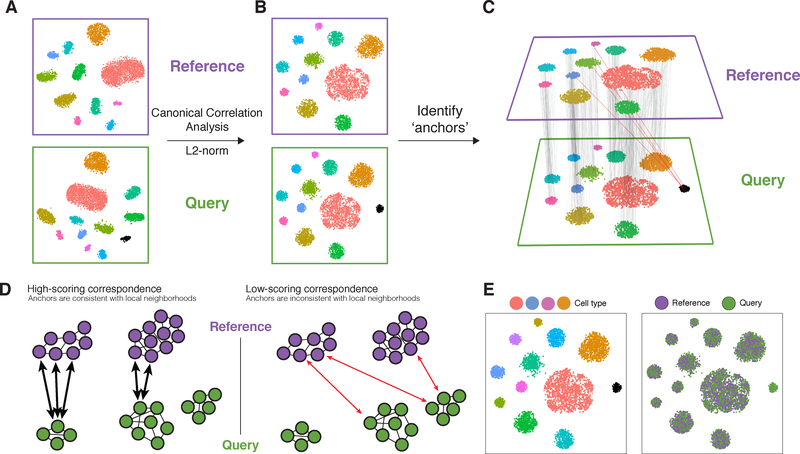 A
B
C
Reference
Canonical Correlation
Analysis
L2-norm
Query
Identify
'anchors'
Reference
Query
D
High-scoring correspondence
Anchors are consistent with local neighborhoods
Low-scoring correspondence
Anchors are inconsistent with local neighborhoods
Reference
Query
E
Cell type
Reference
Query